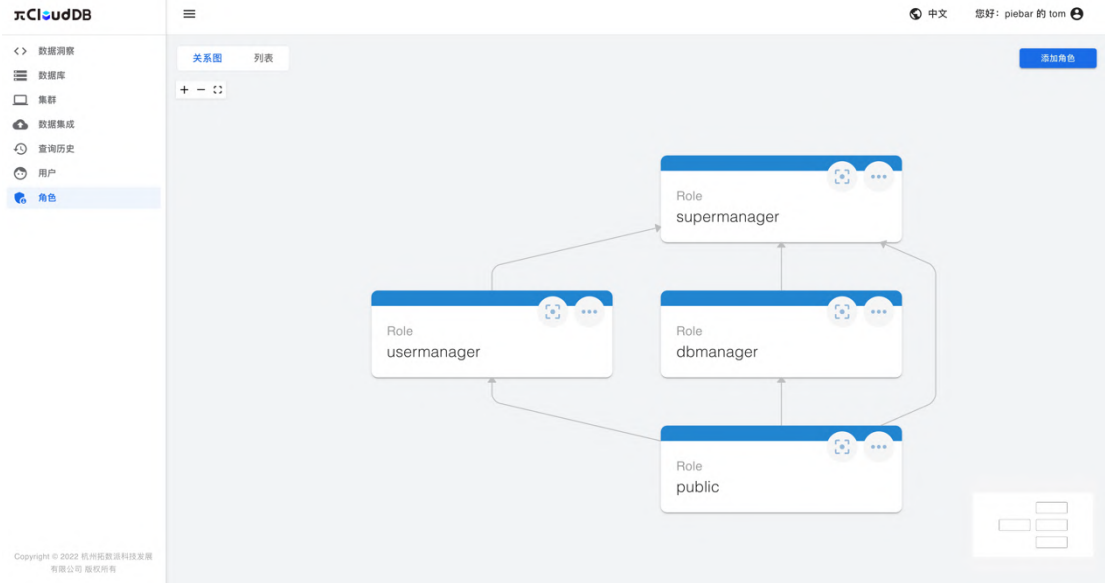 πCloudDB
中文
您好：piebar 的 tom
数据洞察
数据库
集群
数据集成
查询历史
用户
角色
关系图
列表
添加角色
Role
supermanager
Role
usermanager
Role
dbmanager
Role
public
Copyright © 2022 杭州拓数派科技发展
有限公司 版权所有